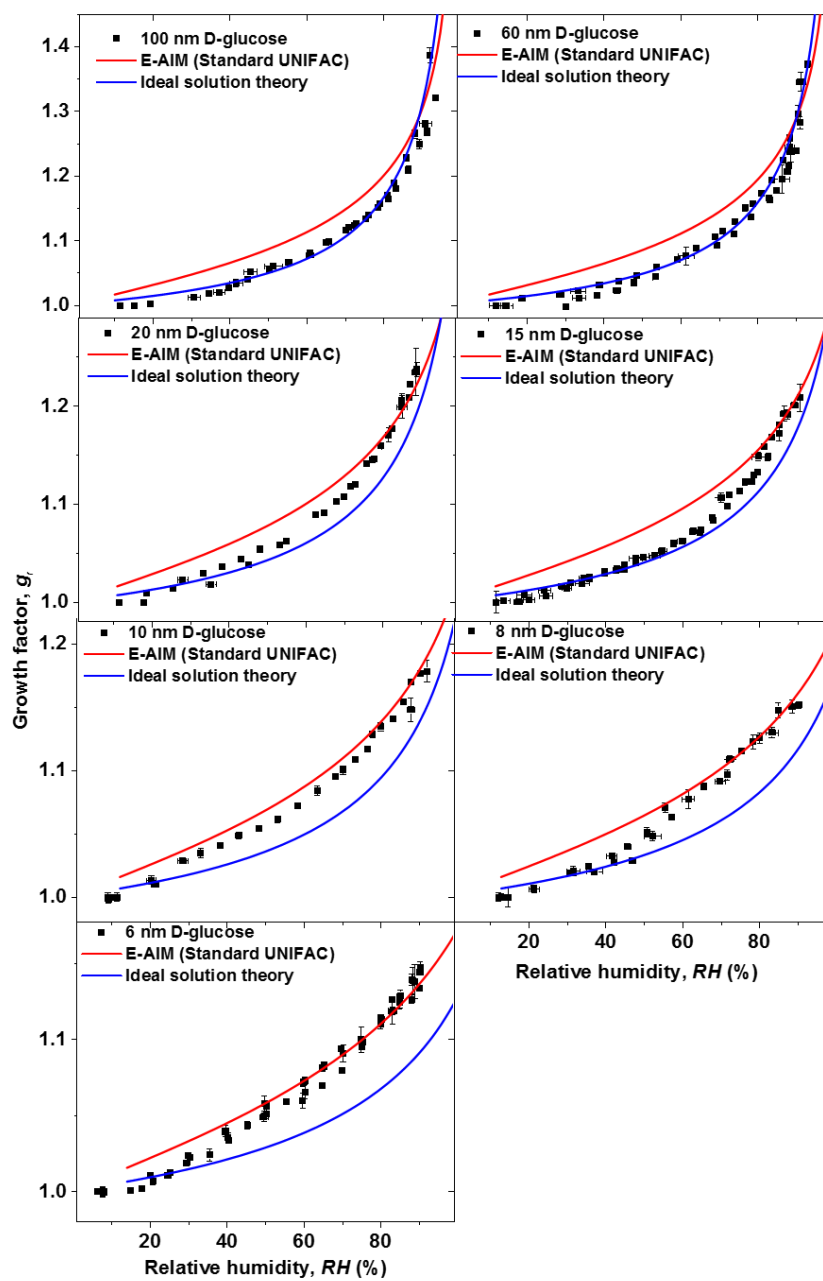 100 nm D-glucose
E-AIM (Standard UNIFAC)
Ideal solution theory
60 nm D-glucose
E-AIM (Standard UNIFAC)
Ideal solution theory
1.4
1.3
1.2
1.1
1.0
20 nm D-glucose
E-AIM (Standard UNIFAC)
Ideal solution theory
15 nm D-glucose
E-AIM (Standard UNIFAC)
Ideal solution theory
1.2
1.1
1.0
10 nm D-glucose
E-AIM (Standard UNIFAC)
Ideal solution theory
8 nm D-glucose
E-AIM (Standard UNIFAC)
Ideal solution theory
1.2
1.1
1.0
Growth factor, gf
20 40 60 80
Relative humidity, RH (%)
6 nm D-glucose
E-AIM (Standard UNIFAC)
Ideal solution theory
1.1
1.0
20 40 60 80
Relative humidity, RH (%)